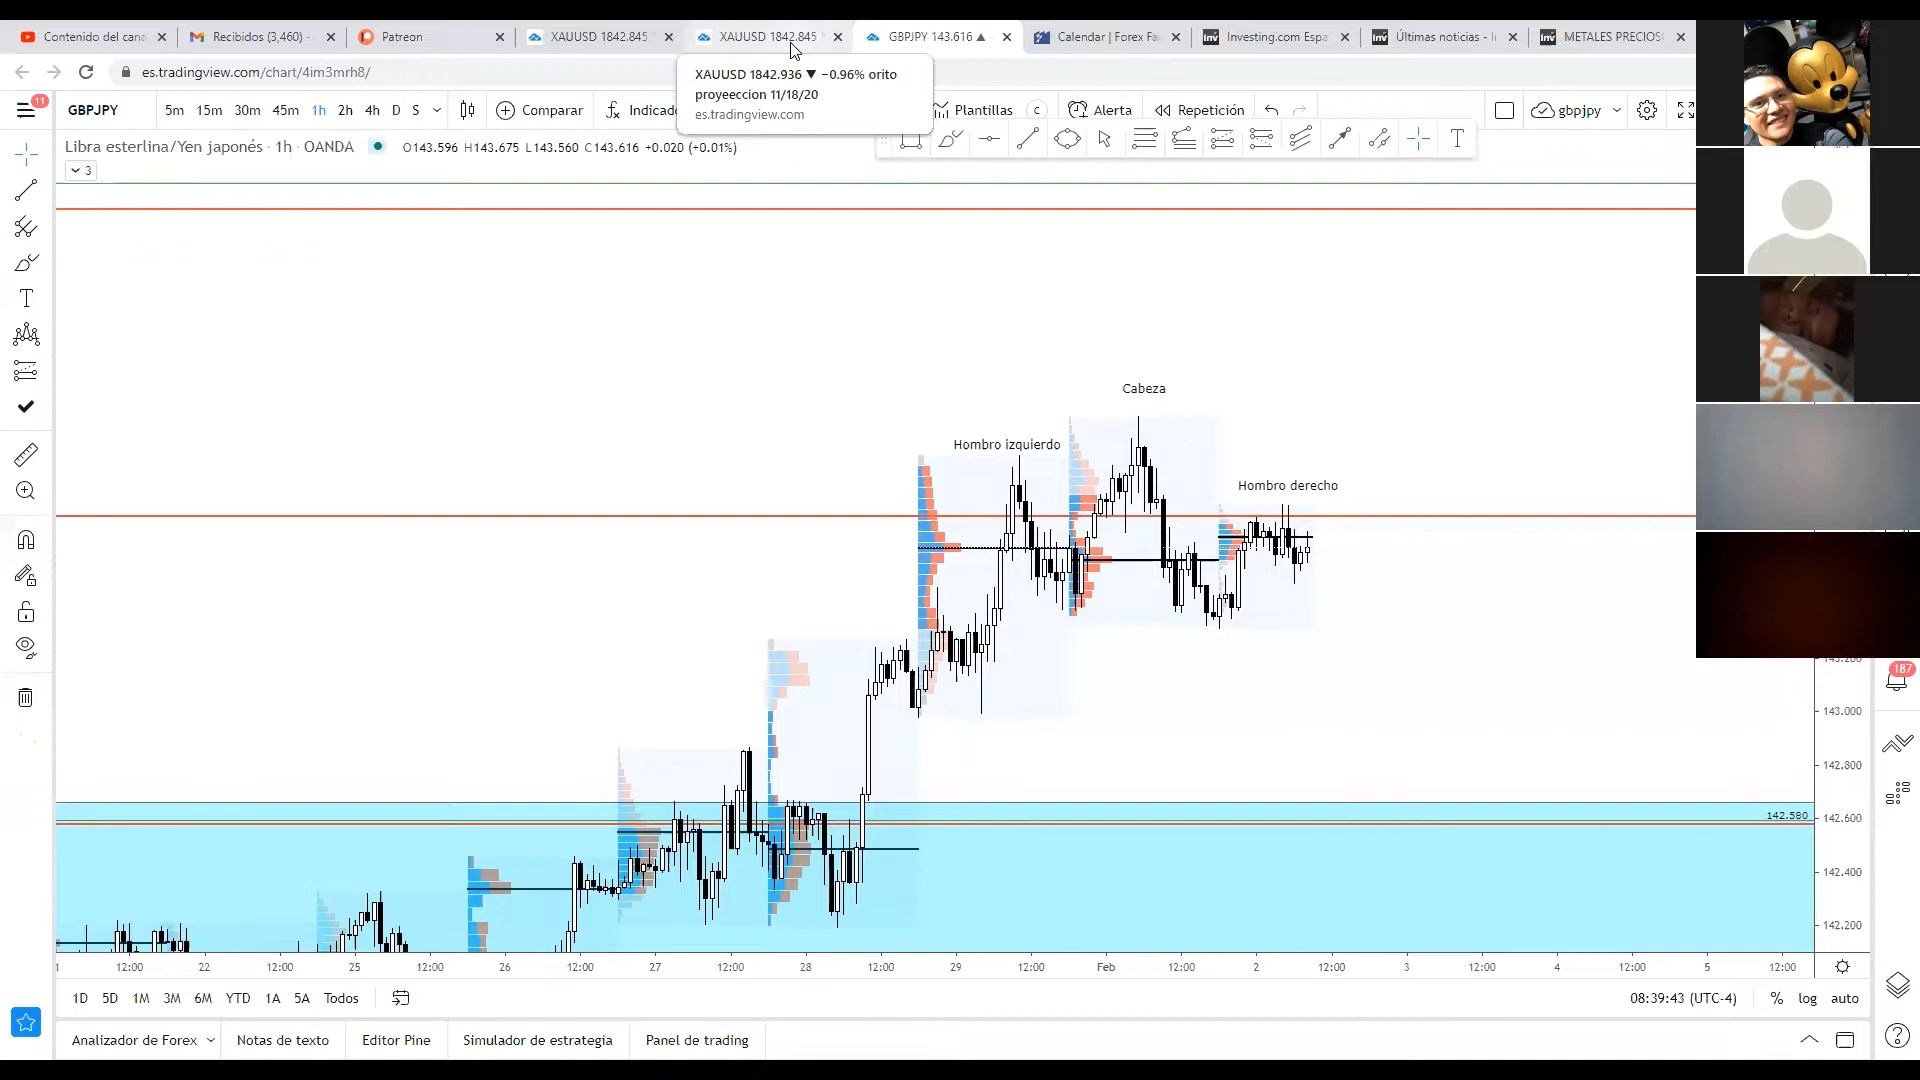 Contenido del cana
Recibidos (3,460) -
Patreon
XAUUSD 1842.845
XAUUSD 1842.845
GBPJPY 143.616 ▲
Calendar | Forex Fa
Investing.com Espa
Últimas noticias - I
METALES PRECIOS
es.tradingview.com/chart/4im3mrh8/
XAUUSD 1842.936 ▼ −0.96% orito
proyeeccion 11/18/20
es.tradingview.com
11
GBPJPY
5m 15m 30m 45m 1h 2h 4h D S
Comparar
Indicado
Plantillas
C
Alerta
Repetición
gbpjpy
Libra esterlina/Yen japonés · 1h · OANDA
O143.596 H143.675 L143.560 C143.616 +0.020 (+0.01%)
3
Cabeza
Hombro izquierdo
Hombro derecho
187
143.200
143.000
142.800
142.580
142.600
142.400
142.200
12:00 22 12:00 25 12:00 26 12:00 27 12:00 28 12:00 29 12:00 Feb 12:00 2 12:00 3 12:00 4 12:00 5 12:00
1D 5D 1M 3M 6M YTD 1A 5A Todos
08:39:43 (UTC-4) % log auto
Analizador de Forex
Notas de texto
Editor Pine
Simulador de estrategia
Panel de trading